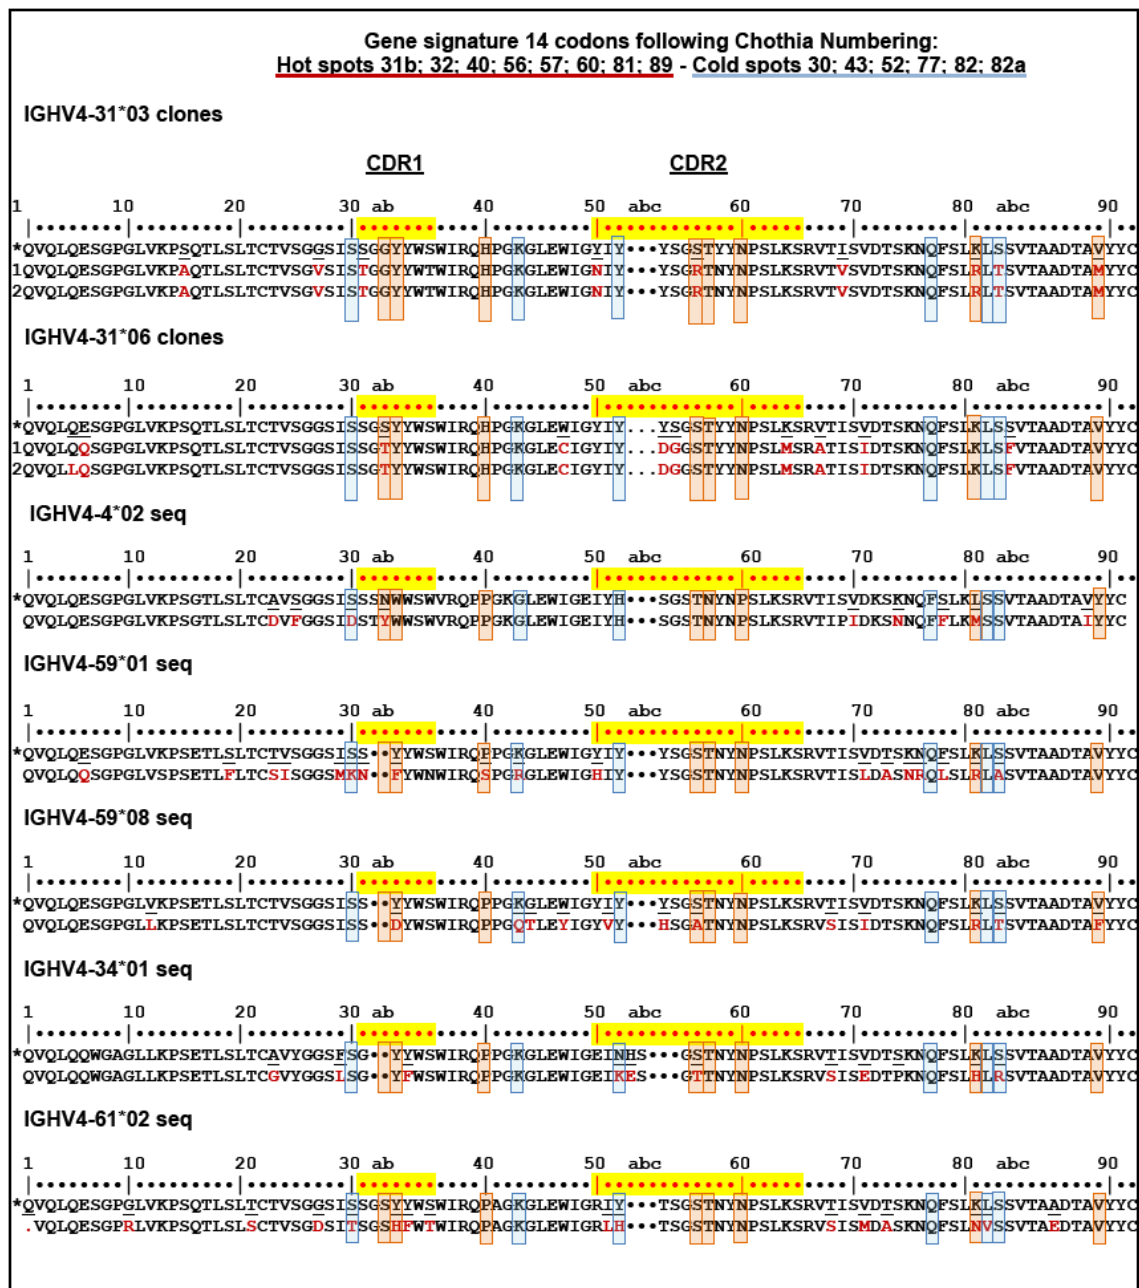 Gene signature 14 codons following Chothia Numbering:
Hot spots 31b; 32; 40; 56; 57; 60; 81; 89 - Cold spots 30; 43; 52; 77; 82; 82a
IGHV4-31*03 clones
CDR1 CDR2
1 10 20 30 ab 40 50 abc 60 70 80 abc 90
*QVQLQESGPGLVKPSQTLSLTCTVSGGSISSGGYYWSWIRQHPGKGLEWIGYIY•••YSGSTYYNPSLKSRVTISVDTSKNQFSLKLSSVTAADTAVYYC
1QVQLQESGPGLVKPAQTLSLTCTVSGVSISTGGYYWTWIRQHPGKGLEWIGNIY•••YSGRTNYNPSLKSRVTVSVDTSKNQFSLRLTSVTAADTAMYYC
2QVQLQESGPGLVKPAQTLSLTCTVSGVSISTGGYYWTWIRQHPGKGLEWIGNIY•••YSGRTNYNPSLKSRVTVSVDTSKNQFSLRLTSVTAADTAMYYC
IGHV4-31*06 clones
1 10 20 30 ab 40 50 abc 60 70 80 abc 90
*QVQLQESGPGLVKPSQTLSLTCTVSGGSISSGSYYWSWIRQHPGKGLEWIGYIY...YSGSTYYNPSLKSRVTISVDTSKNQFSLKLSSVTAADTAVYYC
1QVQLQQSGPGLVKPSQTLSLTCTVSGGSISSGTYYWSWIRQHPGKGLECIGYIY...DGGSTYYNPSLMSRATISIDTSKNQFSLKLSFVTAADTAVYYC
2QVQLLQSGPGLVKPSQTLSLTCTVSGGSISSGTYYWSWIRQHPGKGLECIGYIY...DGGSTYYNPSLMSRATISIDTSKNQFSLKLSFVTAADTAVYYC
IGHV4-4*02 seq
1 10 20 30 ab 40 50 abc 60 70 80 abc 90
*QVQLQESGPGLVKPSGTLSLTCAVSGGSISSSNWWSWVRQPPGKGLEWIGEIYH•••SGSTNYNPSLKSRVTISVDKSKNQFSLKLSSVTAADTAVYYC
QVQLQESGPGLVKPSGTLSLTCDVFGGSIDSTYWWSWVRQPPGKGLEWIGEIYH•••SGSTNYNPSLKSRVTIPIDKSNNQFFLKMSSVTAADTAIYYC
IGHV4-59*01 seq
1 10 20 30 ab 40 50 abc 60 70 80 abc 90
*QVQLQESGPGLVKPSETLSLTCTVSGGSISS••YYWSWIRQPPGKGLEWIGYIY•••YSGSTNYNPSLKSRVTISVDTSKNQFSLKLSSVTAADTAVYYC
QVQLQQSGPGLVSPSETLFLTCSISGGSMKN••FYWNWIRQSPGRGLEWIGHIY•••YSGSTNYNPSLKSRVTISLDASNRQLSLRLASVTAADTAVYYC
IGHV4-59*08 seq
1 10 20 30 ab 40 50 abc 60 70 80 abc 90
*QVQLQESGPGLVKPSETLSLTCTVSGGSISS••YYWSWIRQPPGKGLEWIGYIY•••YSGSTNYNPSLKSRVTISVDTSKNQFSLKLSSVTAADTAVYYC
QVQLQESGPGLLKPSETLSLTCTVSGGSISS••DYWSWIRQPPGQTLEYIGYVY•••HSGATNYNPSLKSRVSISIDTSKNQFSLRLTSVTAADTAFYYC
IGHV4-34*01 seq
1 10 20 30 ab 40 50 abc 60 70 80 abc 90
*QVQLQQWGAGLLKPSETLSLTCAVYGGSFSG••YYWSWIRQPPGKGLEWIGEINHS•••GSTNYNPSLKSRVTISVDTSKNQFSLKLSSVTAADTAVYYC
QVQLQQWGAGLLKPSETLSLTCGVYGGSLSG••YFWSWIRQPPGKGLEWIGEIKES•••GTTNYNPSLKSRVSISEDTPKNQFSLHLRSVTAADTAVYYC
IGHV4-61*02 seq
1 10 20 30 ab 40 50 abc 60 70 80 abc 90
*QVQLQESGPGLVKPSQTLSLTCTVSGGSISSGSYYWSWIRQPAGKGLEWIGRIY•••TSGSTNYNPSLKSRVTISVDTSKNQFSLKLSSVTAADTAVYYC
.VQLQESGPRLVKPSQTLSLSCTVSGDSITSGSHFWTWIRQPAGKGLEWIGRLH•••TSGSTNYNPSLKSRVSISMDASKNQFSLNVSSVTAEDTAVYYC